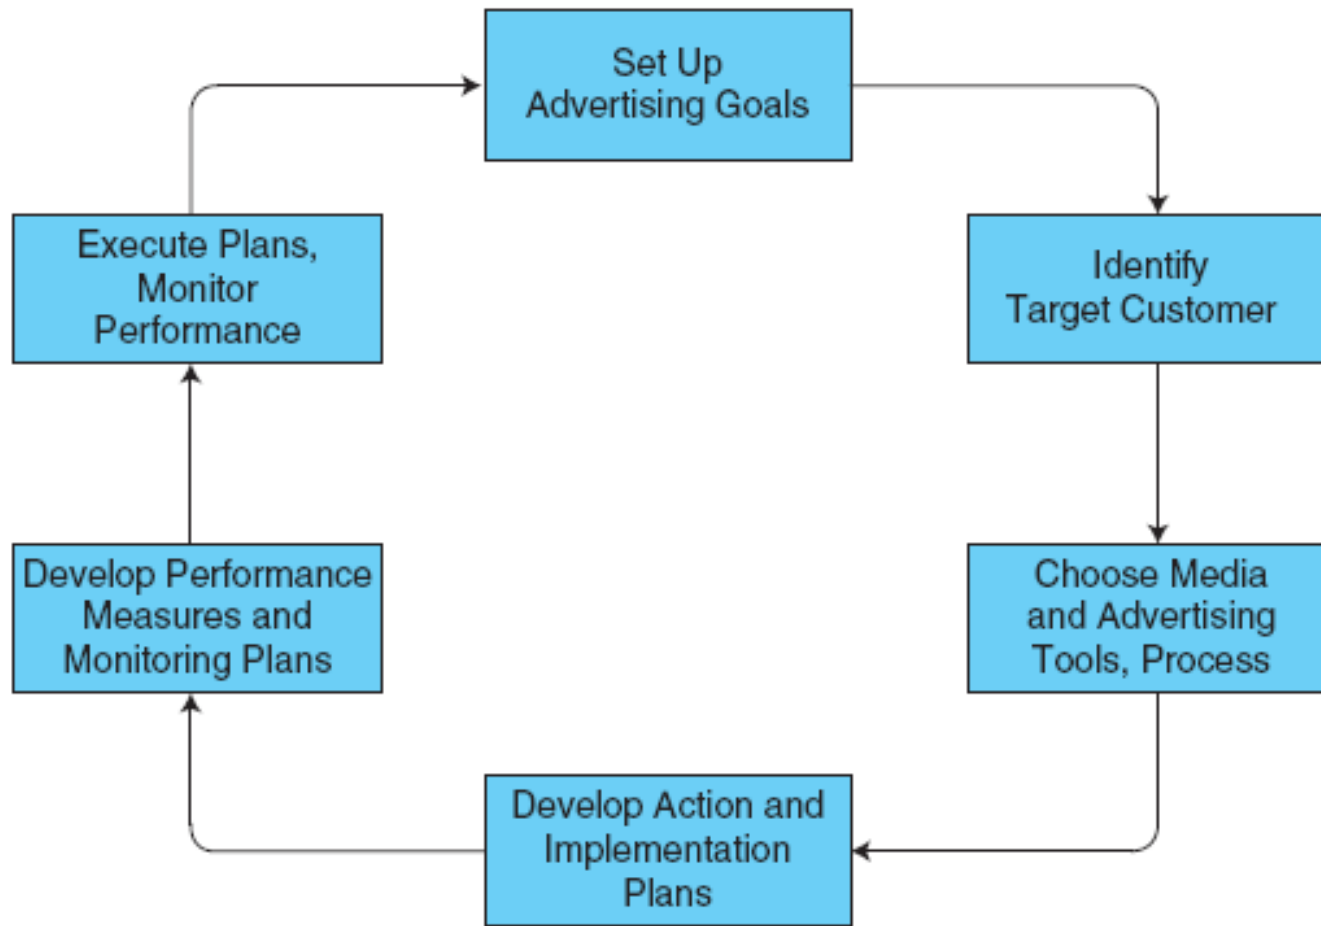 Set Up
Advertising Goals
Identify
Target Customer
Choose Media
and Advertising
Tools, Process
Develop Action and
Implementation
Plans
Develop Performance
Measures and
Monitoring Plans
Execute Plans,
Monitor
Performance